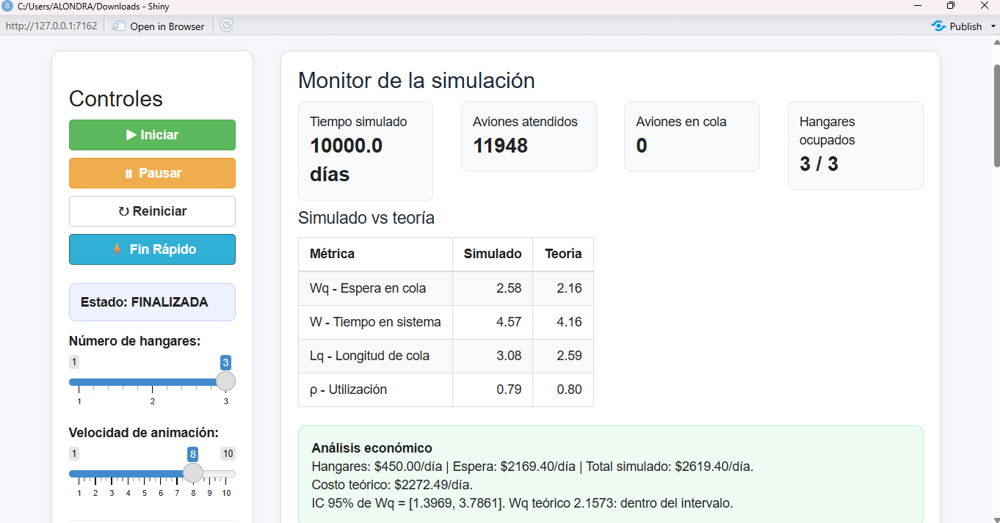 C:/Users/ALONDRA/Downloads - Shiny
http://127.0.0.1:7162 Open in Browser Publish
Controles
▶ Iniciar
⏸ Pausar
↻ Reiniciar
⚡ Fin Rápido
Estado: FINALIZADA
Número de hangares:
1 3
1 2 3
Velocidad de animación:
1 8 10
1 2 3 4 5 6 7 8 9 10
Monitor de la simulación
Tiempo simulado
10000.0
días
Aviones atendidos
11948
Aviones en cola
0
Hangares
ocupados
3 / 3
Simulado vs teoría
Métrica Simulado Teoría
Wq - Espera en cola 2.58 2.16
W - Tiempo en sistema 4.57 4.16
Lq - Longitud de cola 3.08 2.59
ρ - Utilización 0.79 0.80
Análisis económico
Hangares: $450.00/día | Espera: $2169.40/día | Total simulado: $2619.40/día.
Costo teórico: $2272.49/día.
IC 95% de Wq = [1.3969, 3.7861]. Wq teórico 2.1573: dentro del intervalo.